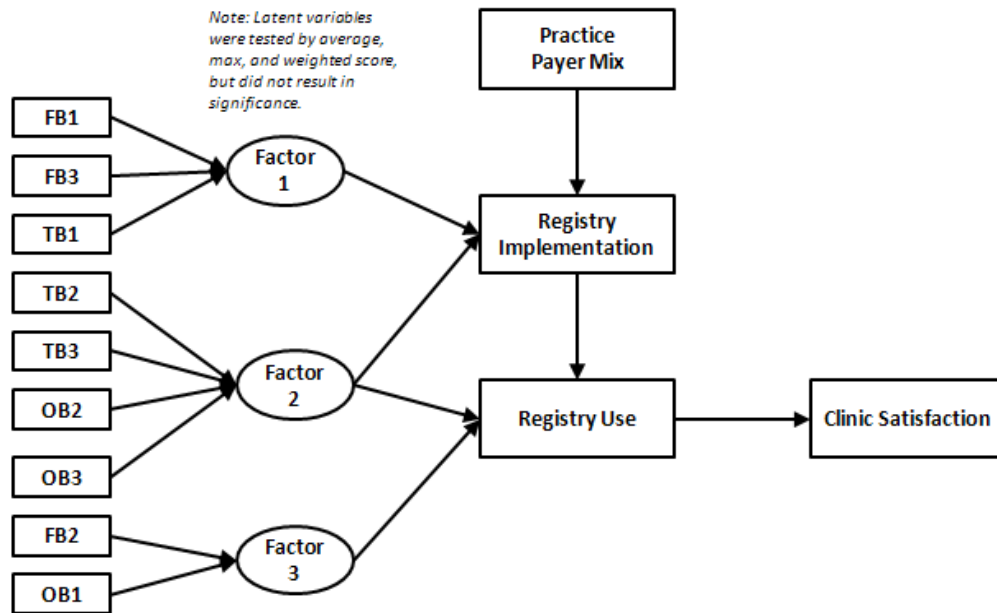 Note: Latent variables
were tested by average,
max, and weighted score,
but did not result in
significance.
Practice
Payer Mix
FB1
FB3
TB1
Factor
1
Registry
Implementation
TB2
TB3
OB2
OB3
Factor
2
Registry Use
Clinic Satisfaction
FB2
OB1
Factor
3